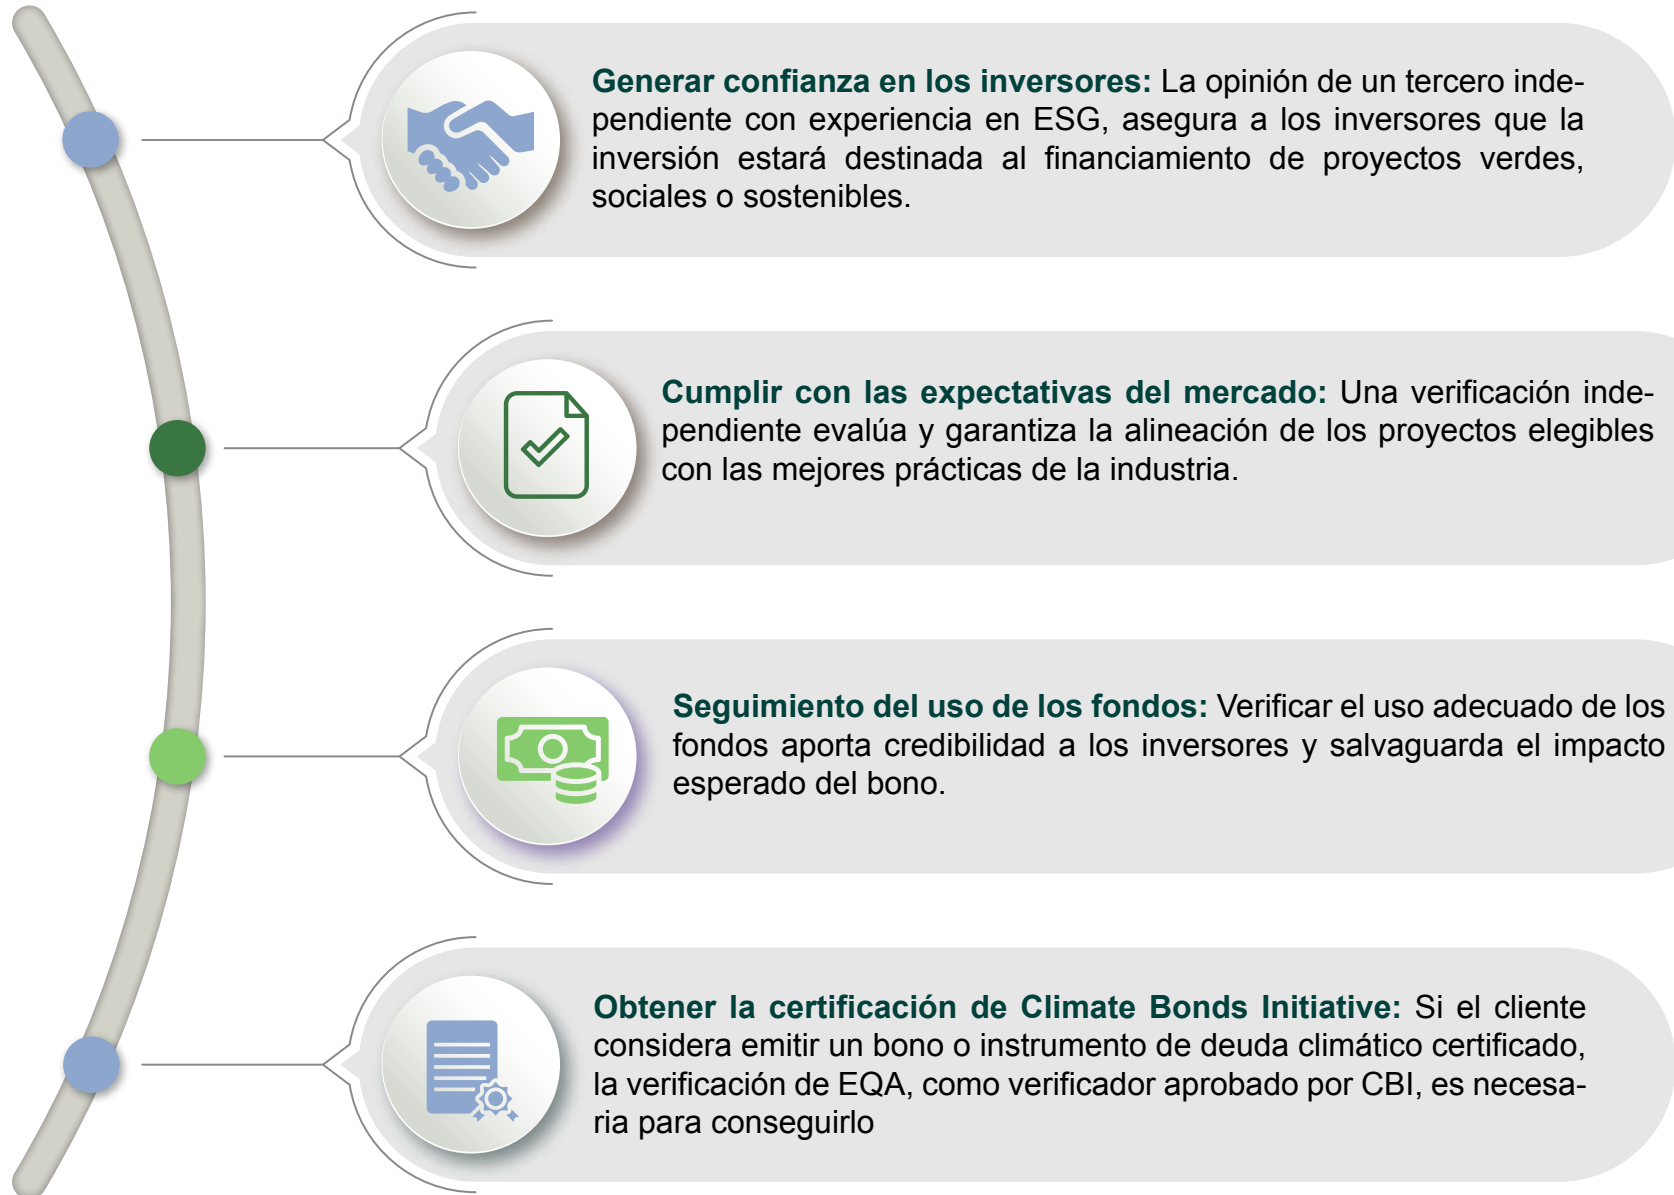 Generar confianza en los inversores: La opinión de un tercero inde-
pendiente con experiencia en ESG, asegura a los inversores que la
inversión estará destinada al financiamiento de proyectos verdes,
sociales o sostenibles.
Cumplir con las expectativas del mercado: Una verificación inde-
pendiente evalúa y garantiza la alineación de los proyectos elegibles
con las mejores prácticas de la industria.
Seguimiento del uso de los fondos: Verificar el uso adecuado de los
fondos aporta credibilidad a los inversores y salvaguarda el impacto
esperado del bono.
Obtener la certificación de Climate Bonds Initiative: Si el cliente
considera emitir un bono o instrumento de deuda climático certificado,
la verificación de EQA, como verificador aprobado por CBI, es necesa-
ria para conseguirlo